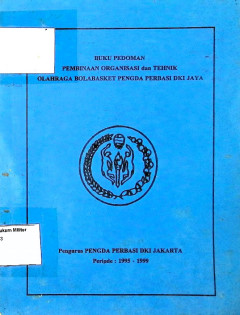 BUKU PEDOMAN
PEMBINAAN ORGANISASI dan TEHNIK
OLAHRAGA BOLABASKET PENGDA PERBASI DKI JAYA
Pengurus PENGDA PERBASI DKI JAKARTA
Periode : 1995 - 1999